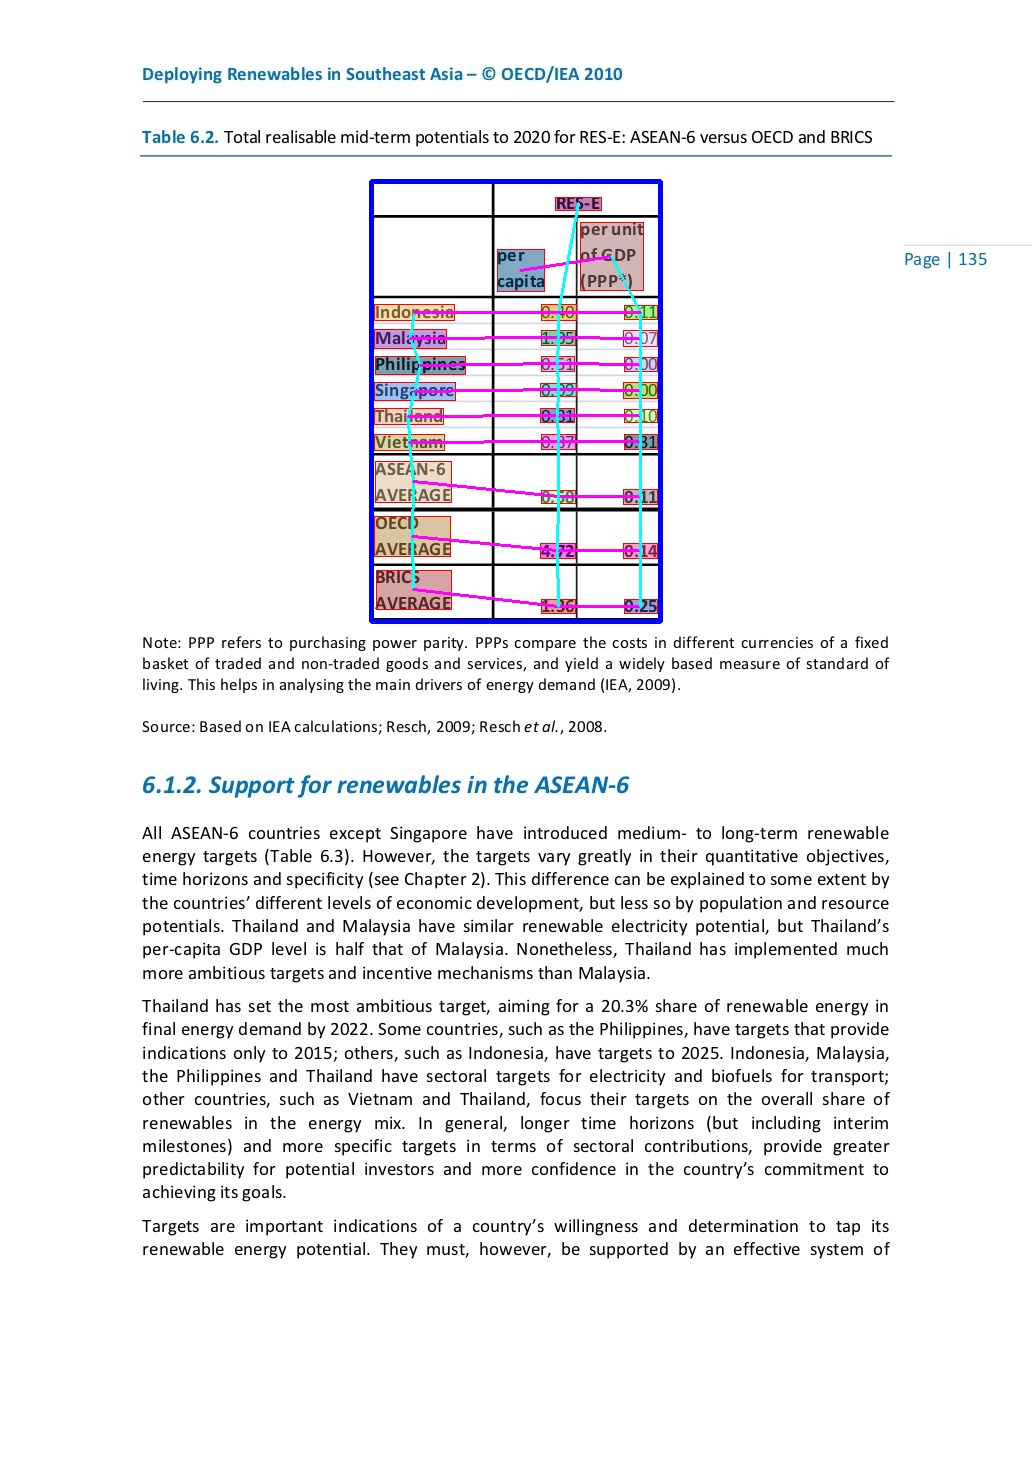 Deploying Renewables in Southeast Asia – © OECD/IEA 2010
Table 6.2. Total realisable mid-term potentials to 2020 for RES-E: ASEAN-6 versus OECD and BRICS
RES-E
per capita
per unit
of GDP
(PPP*)
Page | 135
Indonesia 0.40 0.11
Malaysia 1.05 0.07
Philippines 0.51 0.00
Singapore 0.09 0.00
Thailand 0.81 0.10
Vietnam 0.31
ASEAN-6
AVERAGE 0.58 0.11
OECD
AVERAGE 4.72 0.14
BRICS
AVERAGE 1.36 0.25
Note: PPP refers to purchasing power parity. PPPs compare the costs in different currencies of a fixed
basket of traded and non-traded goods and services, and yield a widely based measure of standard of
living. This helps in analysing the main drivers of energy demand (IEA, 2009).
Source: Based on IEA calculations; Resch, 2009; Resch et al., 2008.
6.1.2. Support for renewables in the ASEAN-6
All ASEAN-6 countries except Singapore have introduced medium- to long-term renewable
energy targets (Table 6.3). However, the targets vary greatly in their quantitative objectives,
time horizons and specificity (see Chapter 2). This difference can be explained to some extent by
the countries’ different levels of economic development, but less so by population and resource
potentials. Thailand and Malaysia have similar renewable electricity potential, but Thailand’s
per-capita GDP level is half that of Malaysia. Nonetheless, Thailand has implemented much
more ambitious targets and incentive mechanisms than Malaysia.
Thailand has set the most ambitious target, aiming for a 20.3% share of renewable energy in
final energy demand by 2022. Some countries, such as the Philippines, have targets that provide
indications only to 2015; others, such as Indonesia, have targets to 2025. Indonesia, Malaysia,
the Philippines and Thailand have sectoral targets for electricity and biofuels for transport;
other countries, such as Vietnam and Thailand, focus their targets on the overall share of
renewables in the energy mix. In general, longer time horizons (but including interim
milestones) and more specific targets in terms of sectoral contributions, provide greater
predictability for potential investors and more confidence in the country’s commitment to
achieving its goals.
Targets are important indications of a country’s willingness and determination to tap its
renewable energy potential. They must, however, be supported by an effective system of